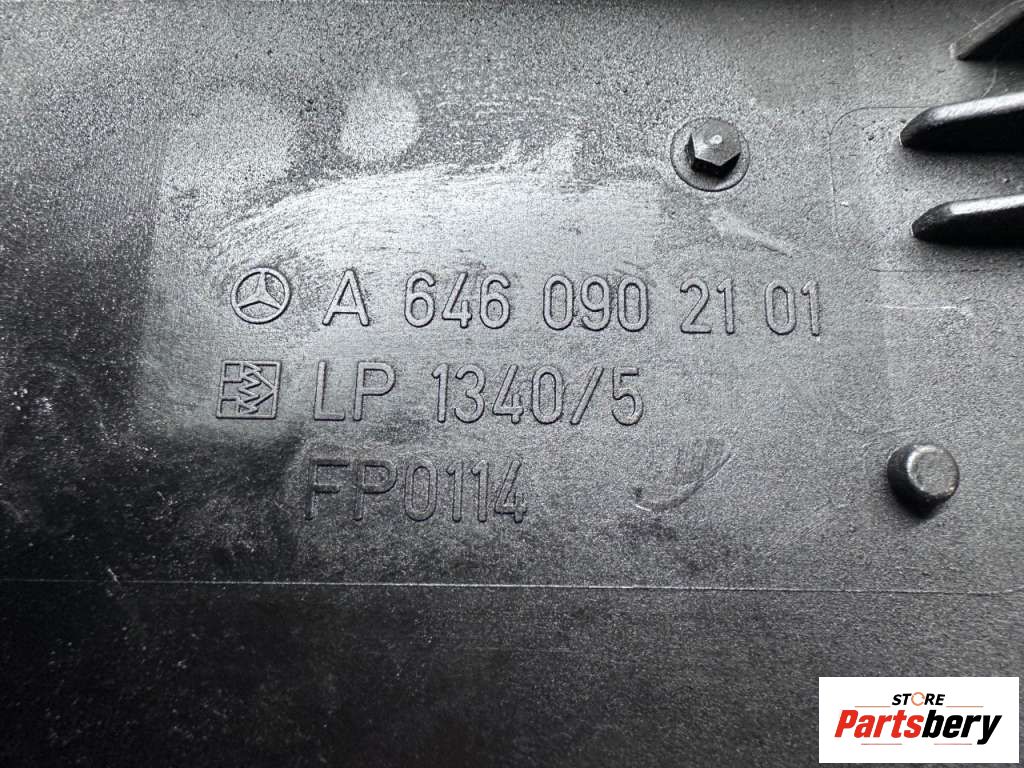 A 646 090 21 01
LP 1340/5
FP0114
STORE
Partsbery